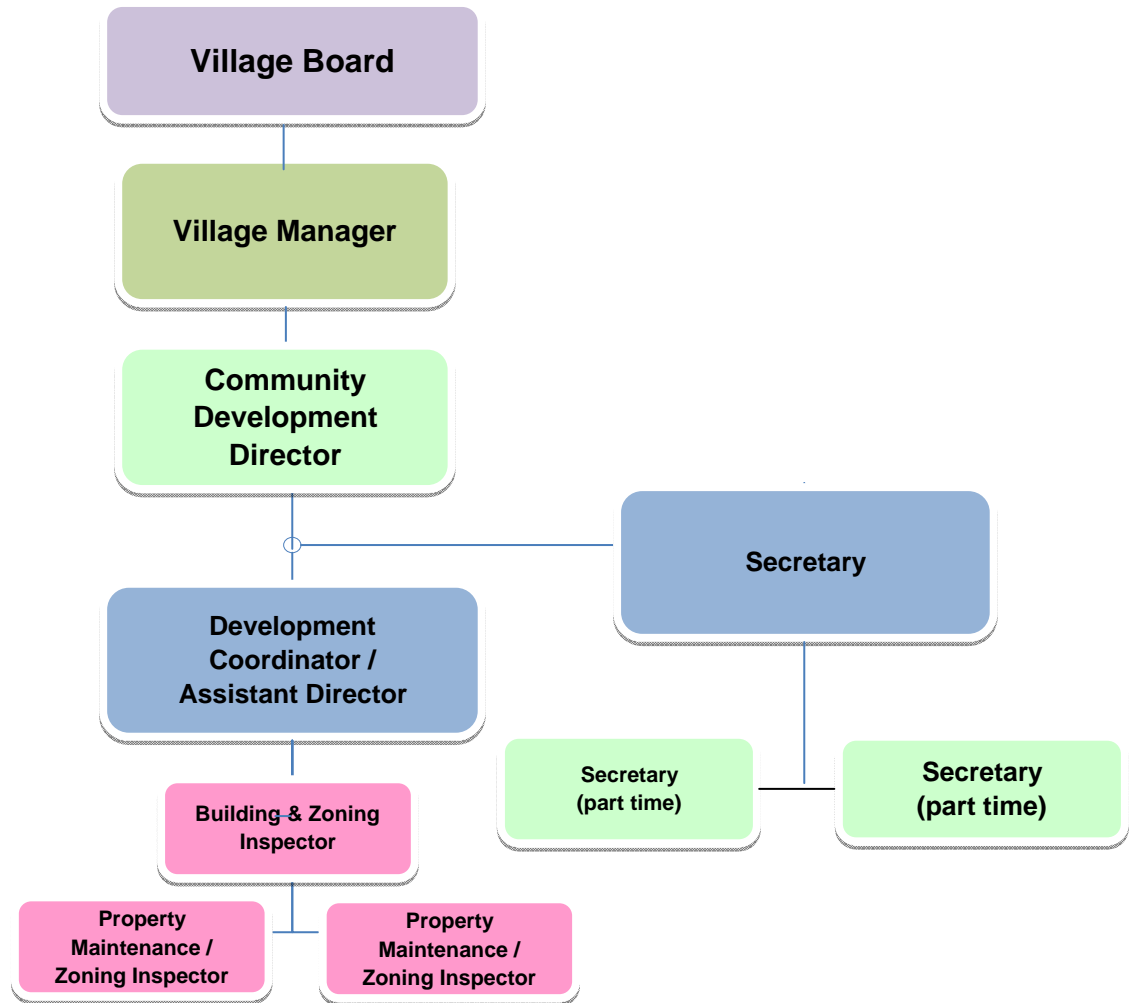 Village Board
Village Manager
Community
Development
Director
Secretary
Development
Coordinator /
Assistant Director
Secretary
(part time)
Secretary
(part time)
Building & Zoning
Inspector
Property
Maintenance /
Zoning Inspector
Property
Maintenance /
Zoning Inspector